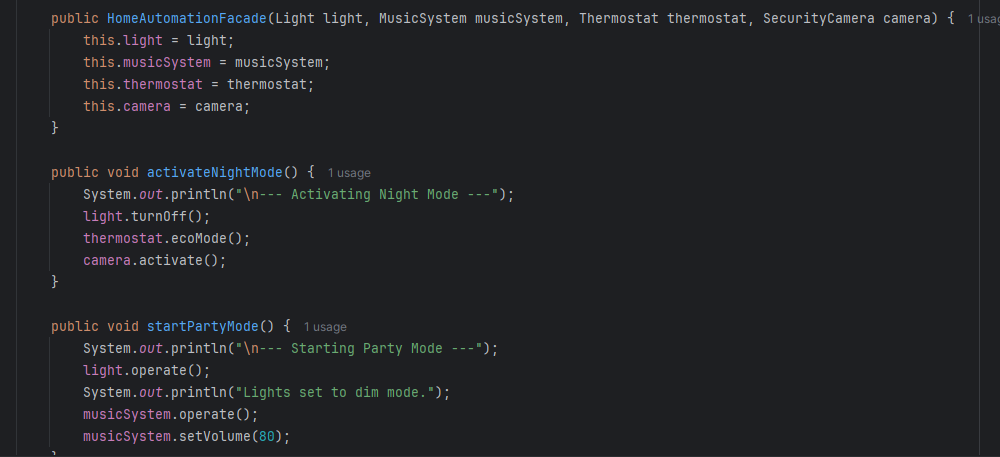 public HomeAutomationFacade(Light light, MusicSystem musicSystem, Thermostat thermostat, SecurityCamera camera) { 1 usag
this.light = light;
this.musicSystem = musicSystem;
this.thermostat = thermostat;
this.camera = camera;
}
public void activateNightMode() { 1 usage
System.out.println("\n--- Activating Night Mode ---");
light.turnOff();
thermostat.ecoMode();
camera.activate();
}
public void startPartyMode() { 1 usage
System.out.println("\n--- Starting Party Mode ---");
light.operate();
System.out.println("Lights set to dim mode.");
musicSystem.operate();
musicSystem.setVolume(80);
}